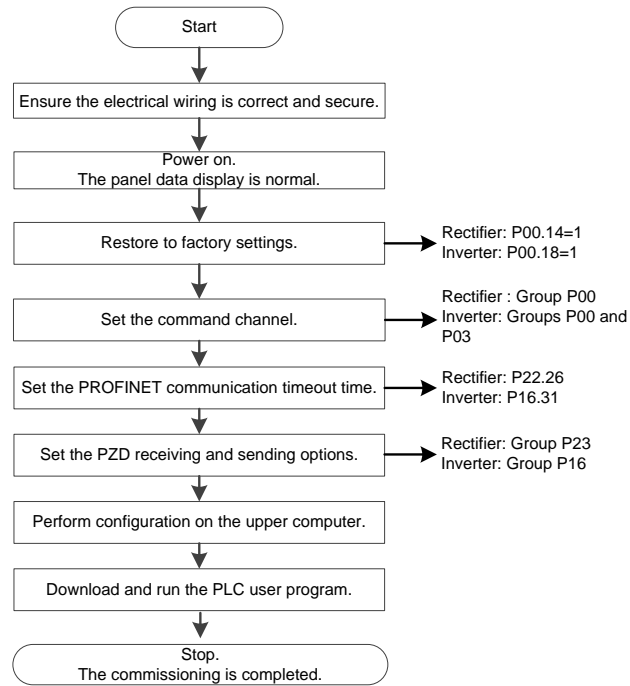 Start
Ensure the electrical wiring is correct and secure.
Power on.
The panel data display is normal.
Restore to factory settings.
Rectifier: P00.14=1
Inverter: P00.18=1
Set the command channel.
Rectifier : Group P00
Inverter: Groups P00 and
P03
Set the PROFINET communication timeout time.
Rectifier: P22.26
Inverter: P16.31
Set the PZD receiving and sending options.
Rectifier: Group P23
Inverter: Group P16
Perform configuration on the upper computer.
Download and run the PLC user program.
Stop.
The commissioning is completed.